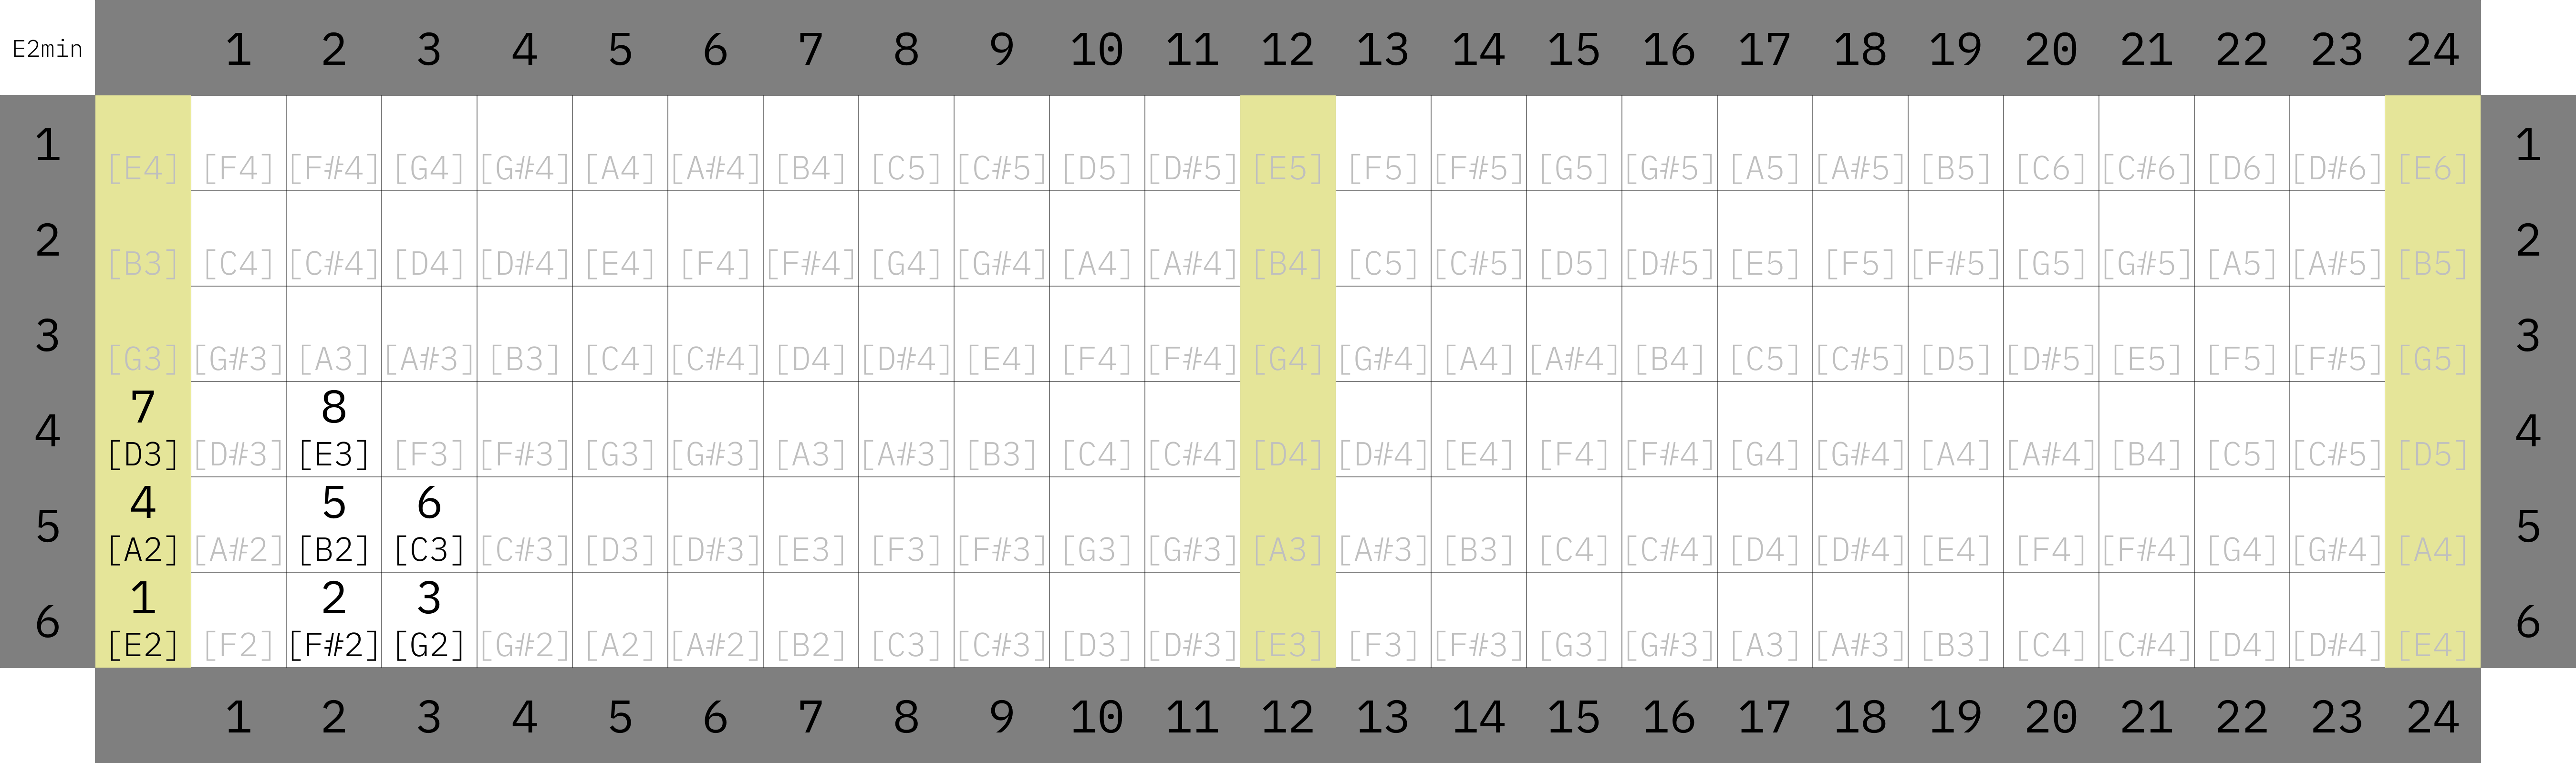 E2min 1 2 3 4 5 6 7 8 9 10 11 12 13 14 15 16 17 18 19 20 21 22 23 24
1 [E4] [F4] [F#4] [G4] [G#4] [A4] [A#4] [B4] [C5] [C#5] [D5] [D#5] [E5] [F5] [F#5] [G5] [G#5] [A5] [A#5] [B5] [C6] [C#6] [D6] [D#6] [E6] 1
2 [B3] [C4] [C#4] [D4] [D#4] [E4] [F4] [F#4] [G4] [G#4] [A4] [A#4] [B4] [C5] [C#5] [D5] [D#5] [E5] [F5] [F#5] [G5] [G#5] [A5] [A#5] [B5] 2
3 [G3] [G#3] [A3] [A#3] [B3] [C4] [C#4] [D4] [D#4] [E4] [F4] [F#4] [G4] [G#4] [A4] [A#4] [B4] [C5] [C#5] [D5] [D#5] [E5] [F5] [F#5] [G5] 3
7 8
4 [D3] [D#3] [E3] [F3] [F#3] [G3] [G#3] [A3] [A#3] [B3] [C4] [C#4] [D4] [D#4] [E4] [F4] [F#4] [G4] [G#4] [A4] [A#4] [B4] [C5] [C#5] [D5] 4
4 5 6
5 [A2] [A#2] [B2] [C3] [C#3] [D3] [D#3] [E3] [F3] [F#3] [G3] [G#3] [A3] [A#3] [B3] [C4] [C#4] [D4] [D#4] [E4] [F4] [F#4] [G4] [G#4] [A4] 5
1 2 3
6 [E2] [F2] [F#2] [G2] [G#2] [A2] [A#2] [B2] [C3] [C#3] [D3] [D#3] [E3] [F3] [F#3] [G3] [G#3] [A3] [A#3] [B3] [C4] [C#4] [D4] [D#4] [E4] 6
1 2 3 4 5 6 7 8 9 10 11 12 13 14 15 16 17 18 19 20 21 22 23 24